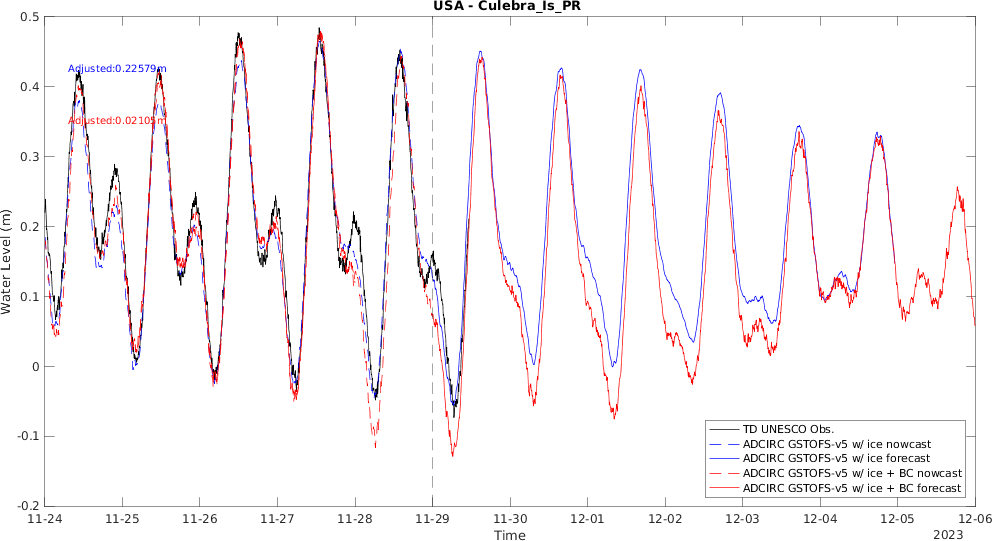 USA - Culebra_Is_PR
0.5
0.4
0.3
0.2
0.1
0
-0.1
-0.2
Water Level (m)
Adjusted:0.22579m
Adjusted:0.02105m
TD UNESCO Obs.
ADCIRC GSTOFS-v5 w/ ice nowcast
ADCIRC GSTOFS-v5 w/ ice forecast
ADCIRC GSTOFS-v5 w/ ice + BC nowcast
ADCIRC GSTOFS-v5 w/ ice + BC forecast
11-24 11-25 11-26 11-27 11-28 11-29 11-30 12-01 12-02 12-03 12-04 12-05 12-06
Time
2023